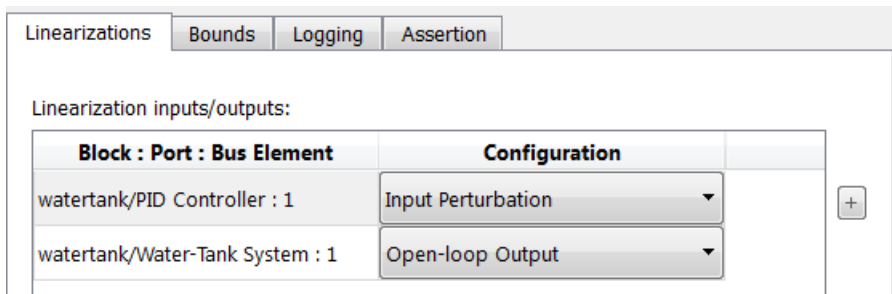 Linearizations Bounds Logging Assertion
Linearization inputs/outputs:
Block : Port : Bus Element Configuration
watertank/PID Controller : 1 Input Perturbation +
watertank/Water-Tank System : 1 Open-loop Output